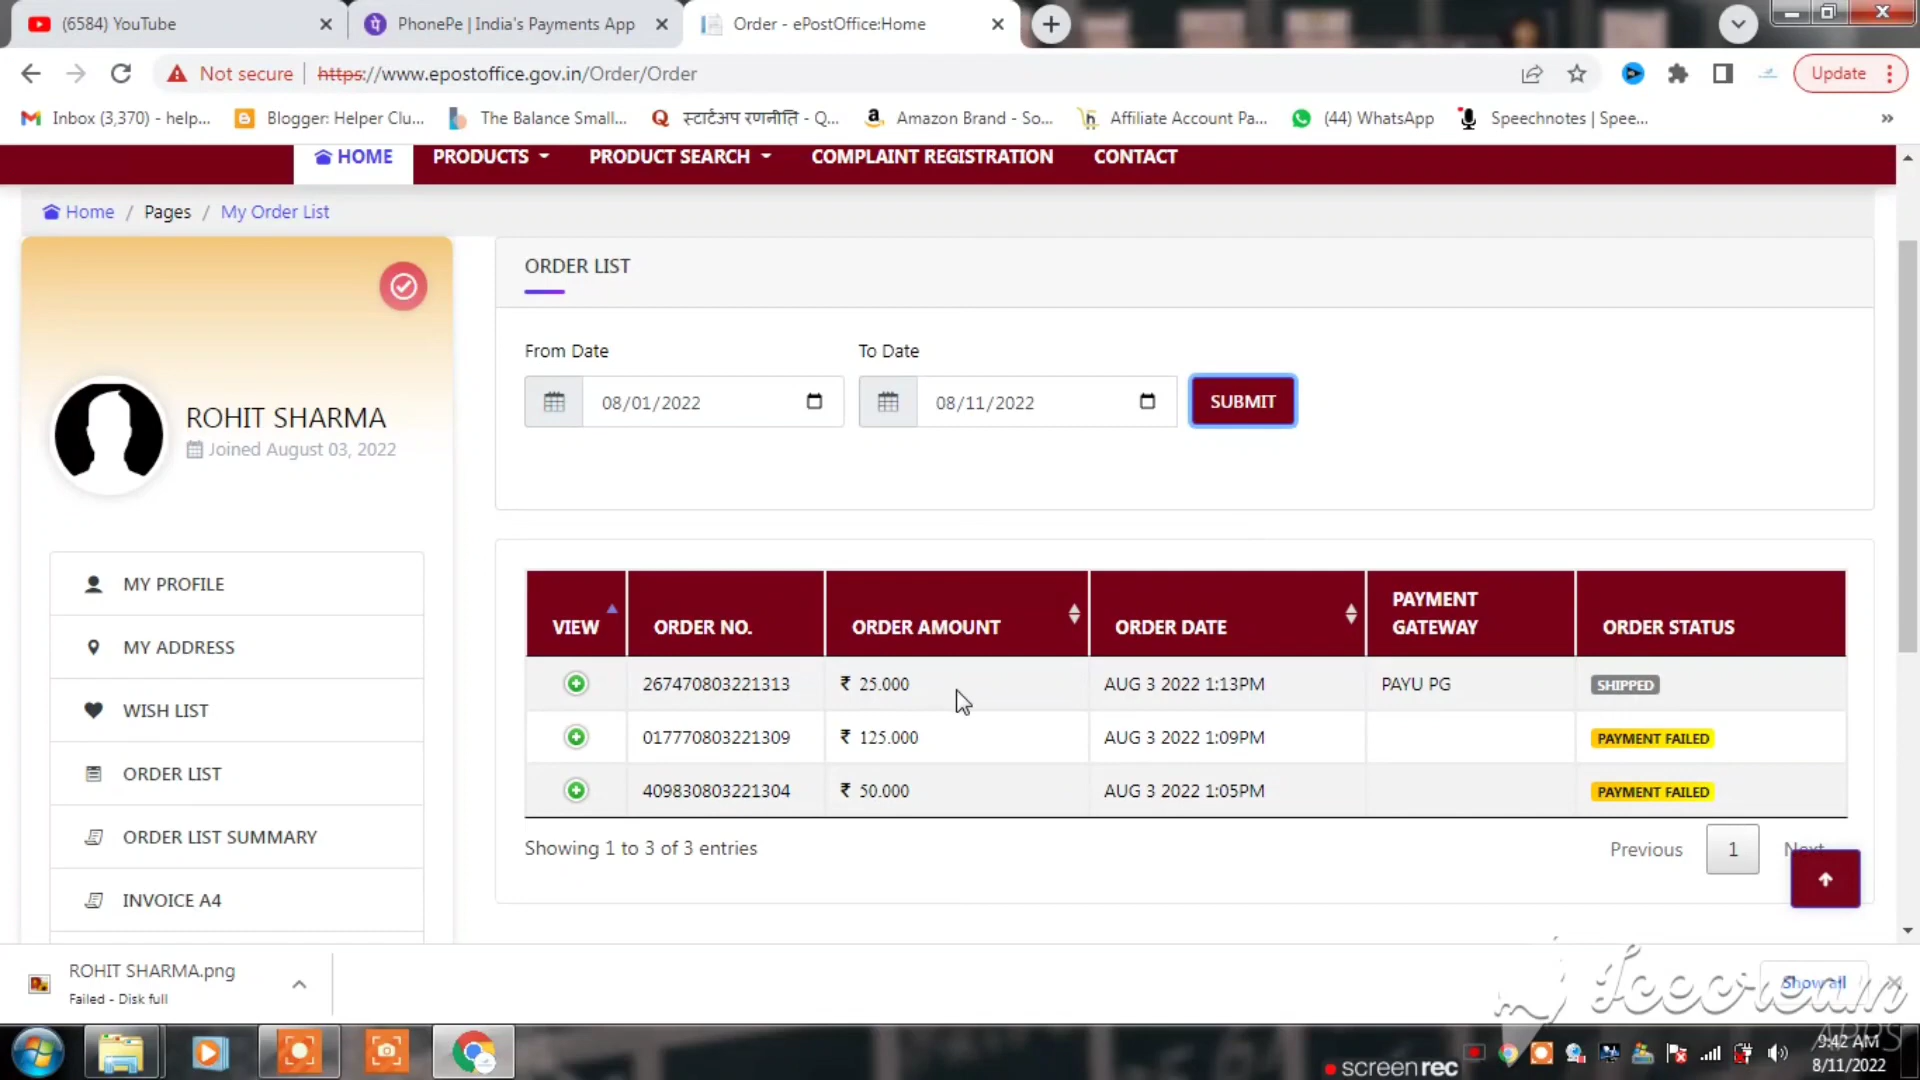 (6584) YouTube
PhonePe | India's Payments App
Order - ePostOffice:Home
Not secure
https://www.epostoffice.gov.in/Order/Order
Update
Inbox (3,370) - help...
Blogger: Helper Clu...
The Balance Small...
स्टार्टअप रणनीति - Q...
Amazon Brand - So...
Affiliate Account Pa...
(44) WhatsApp
Speechnotes | Spee...
»
HOME
PRODUCTS
PRODUCT SEARCH
COMPLAINT REGISTRATION
CONTACT
Home / Pages / My Order List
ROHIT SHARMA
Joined August 03, 2022
MY PROFILE
MY ADDRESS
WISH LIST
ORDER LIST
ORDER LIST SUMMARY
INVOICE A4
ORDER LIST
From Date
To Date
08/01/2022
08/11/2022
SUBMIT
VIEW
ORDER NO.
ORDER AMOUNT
ORDER DATE
PAYMENT
GATEWAY
ORDER STATUS
267470803221313 ₹ 25.000 AUG 3 2022 1:13PM PAYU PG SHIPPED
017770803221309 ₹ 125.000 AUG 3 2022 1:09PM PAYMENT FAILED
409830803221304 ₹ 50.000 AUG 3 2022 1:05PM PAYMENT FAILED
Showing 1 to 3 of 3 entries
Previous
1
Next
ROHIT SHARMA.png
Failed - Disk full
Show all
Icecream
APPS
screenrec
9:42 AM
8/11/2022